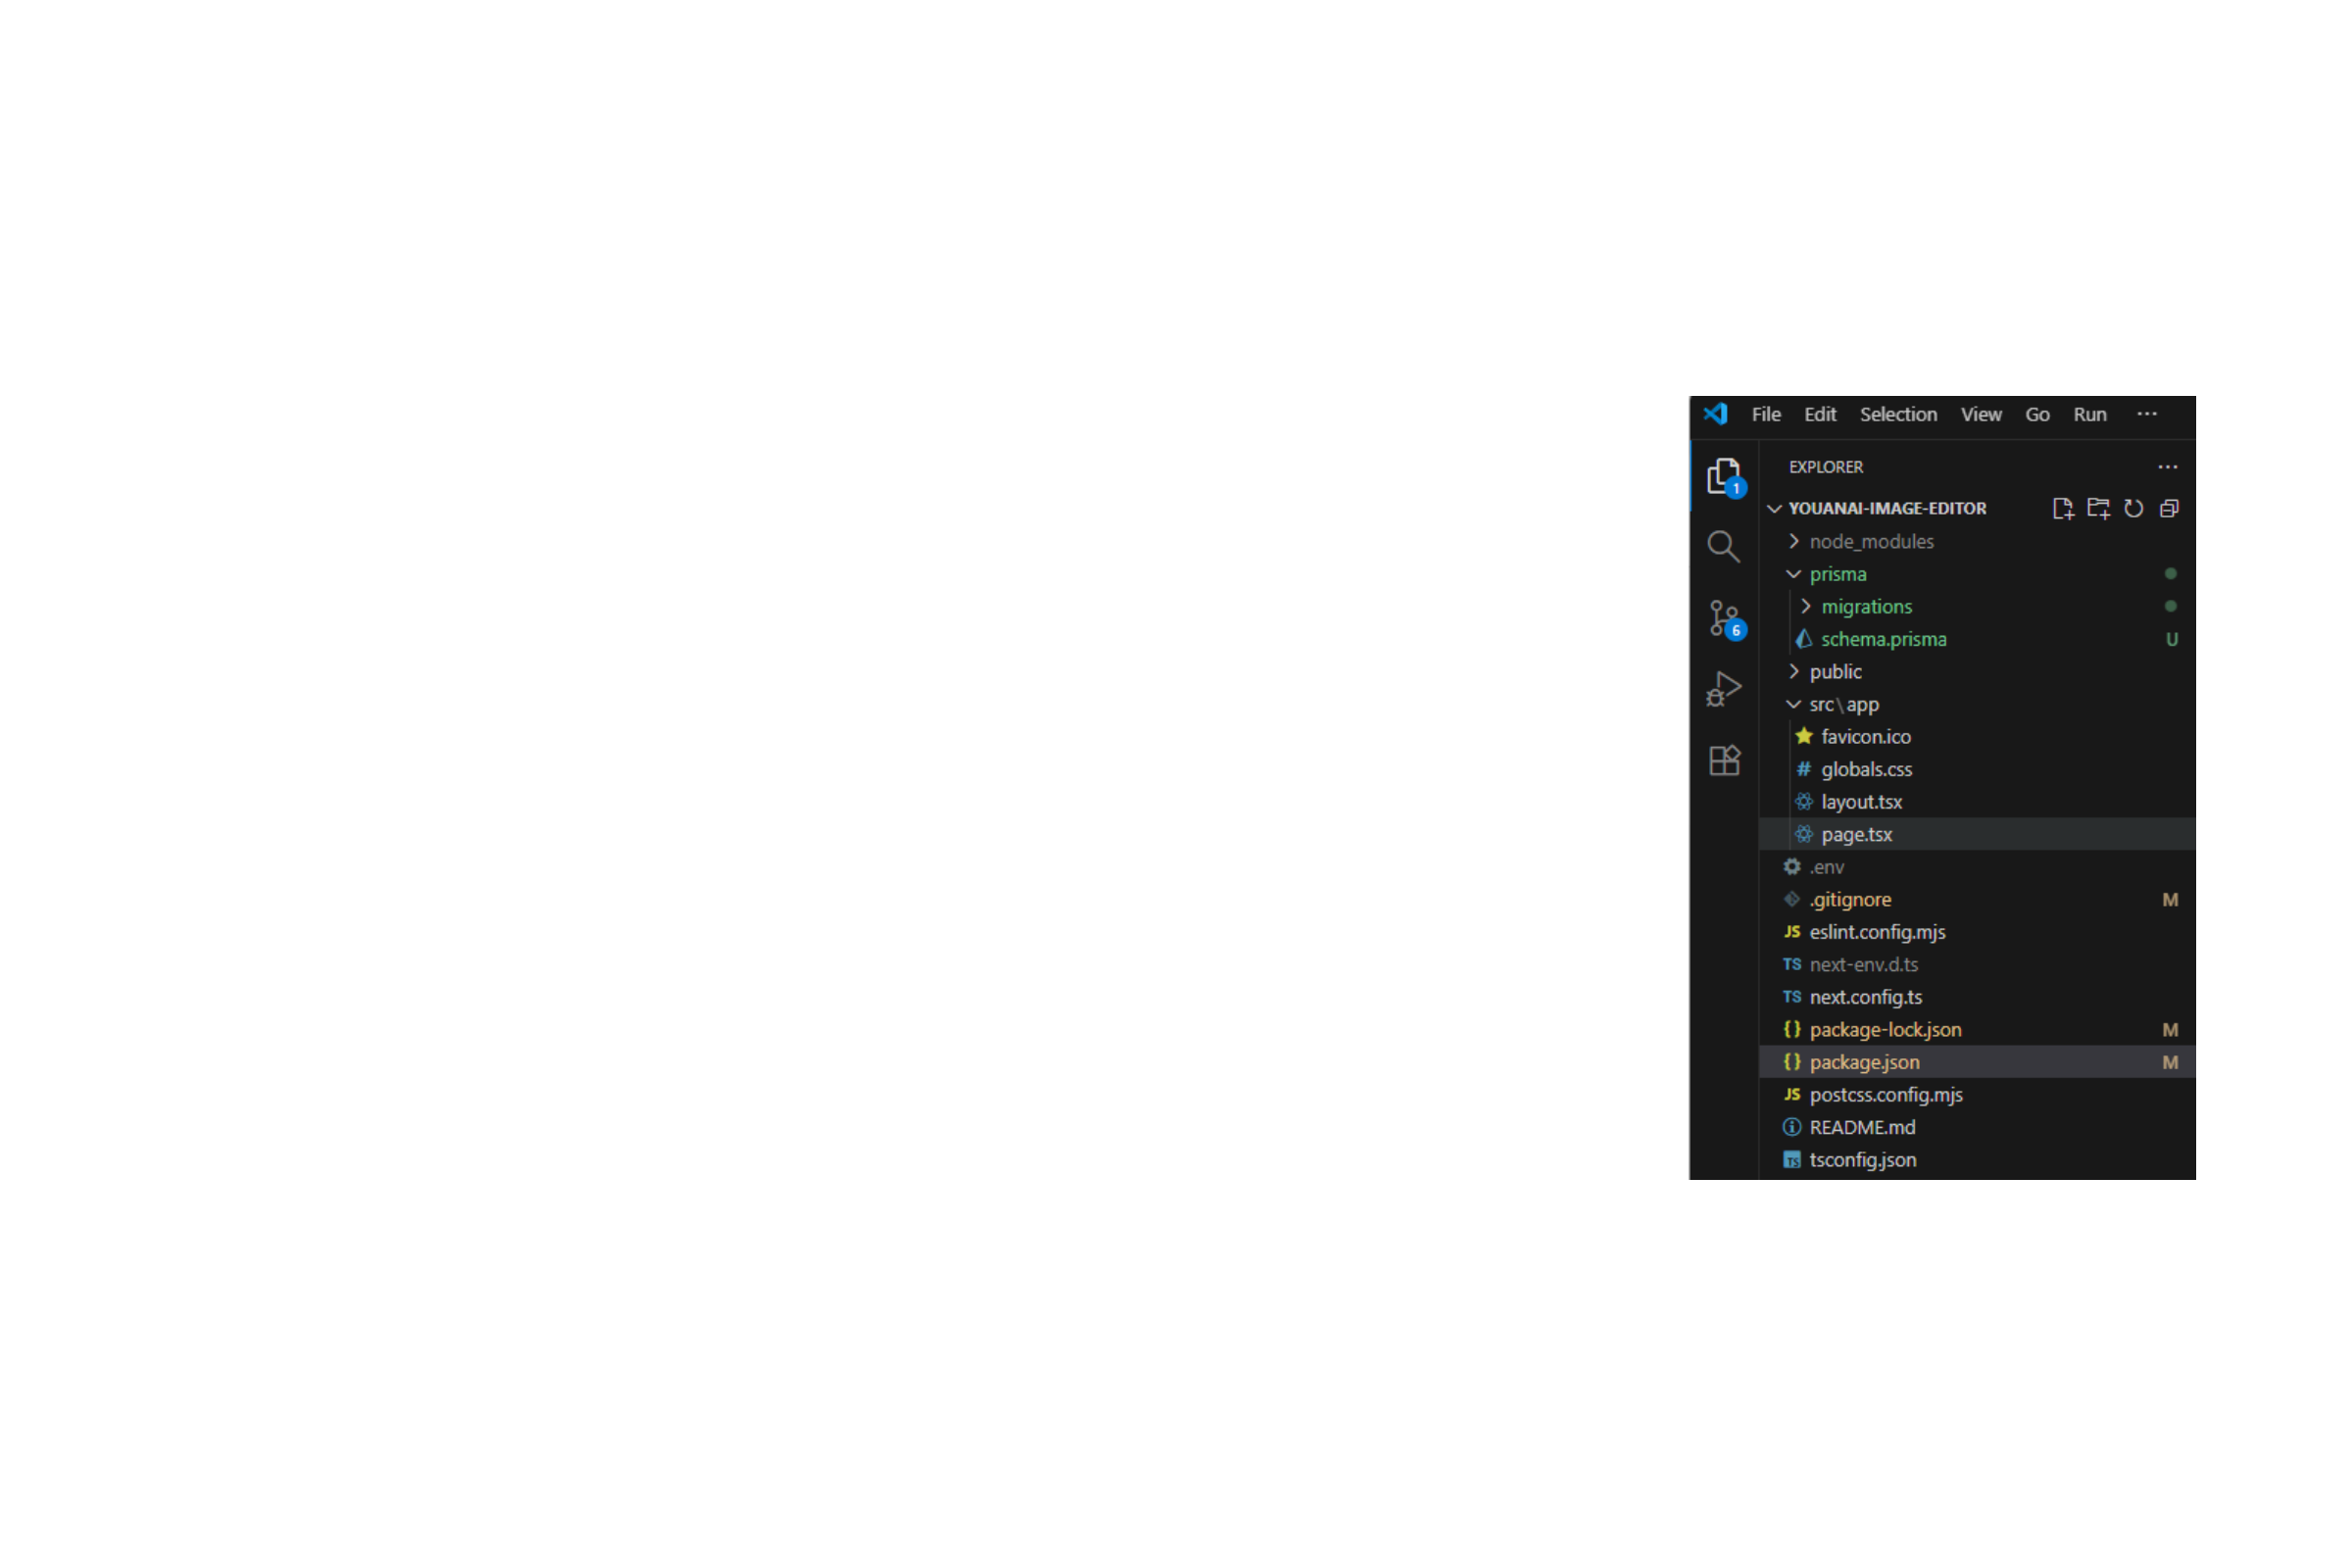 File Edit Selection View Go Run ···
EXPLORER ···
1
YOUANAI-IMAGE-EDITOR
node_modules
prisma
migrations
6
schema.prisma U
public
src\app
favicon.ico
# globals.css
layout.tsx
page.tsx
.env
.gitignore M
JS eslint.config.mjs
TS next-env.d.ts
TS next.config.ts
{} package-lock.json M
{} package.json M
JS postcss.config.mjs
README.md
TS tsconfig.json